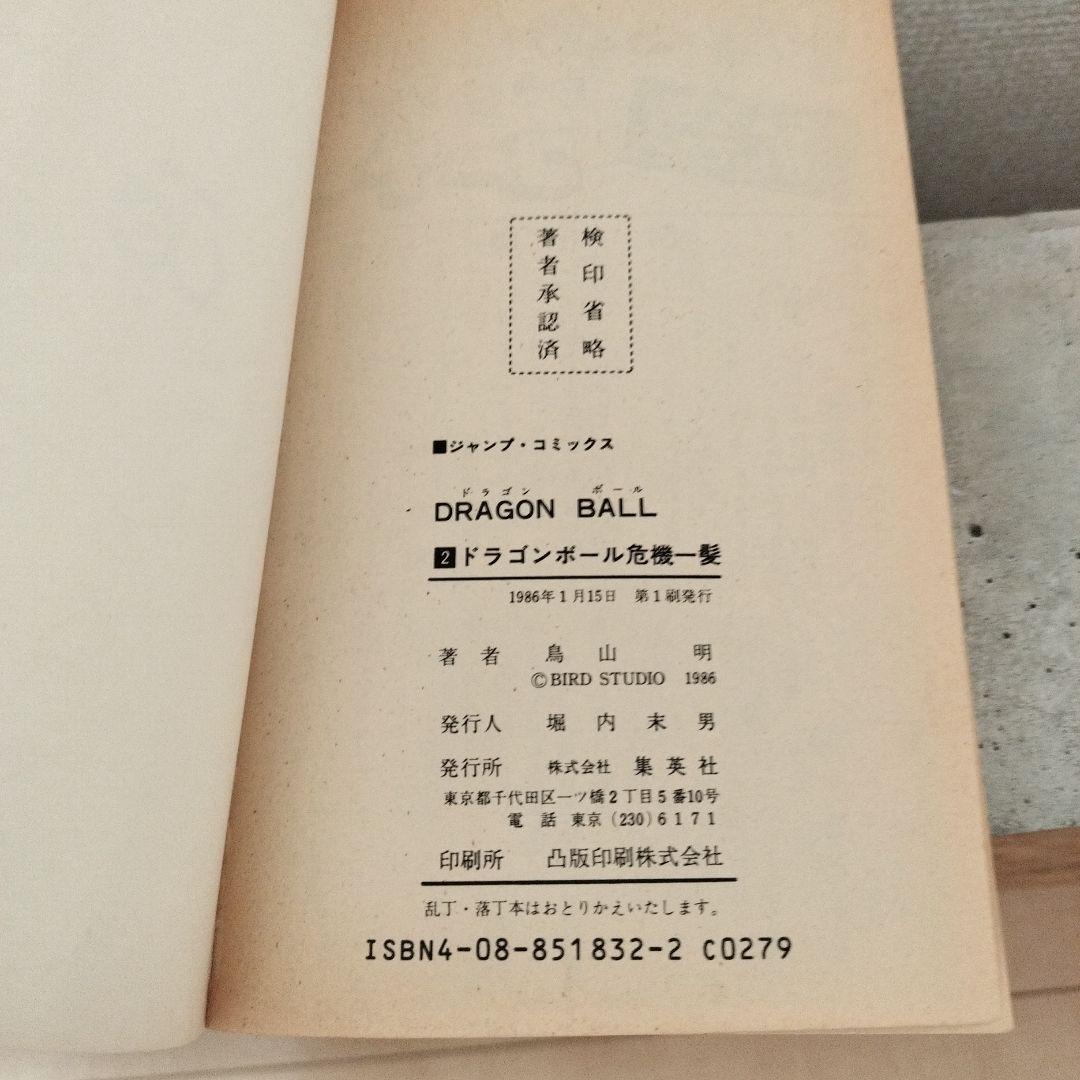 検印省略
著者承認済
■ジャンプ・コミックス
ドラゴン ボール
DRAGON BALL
2 ドラゴンボール危機一髪
1986年1月15日 第1刷発行
著者 鳥山 明
©BIRD STUDIO 1986
発行人 堀内末男
発行所 株式会社 集英社
東京都千代田区一ツ橋2丁目5番10号
電話 東京(230)6171
印刷所 凸版印刷株式会社
乱丁・落丁本はおとりかえいたします。
ISBN4-08-851832-2 C0279